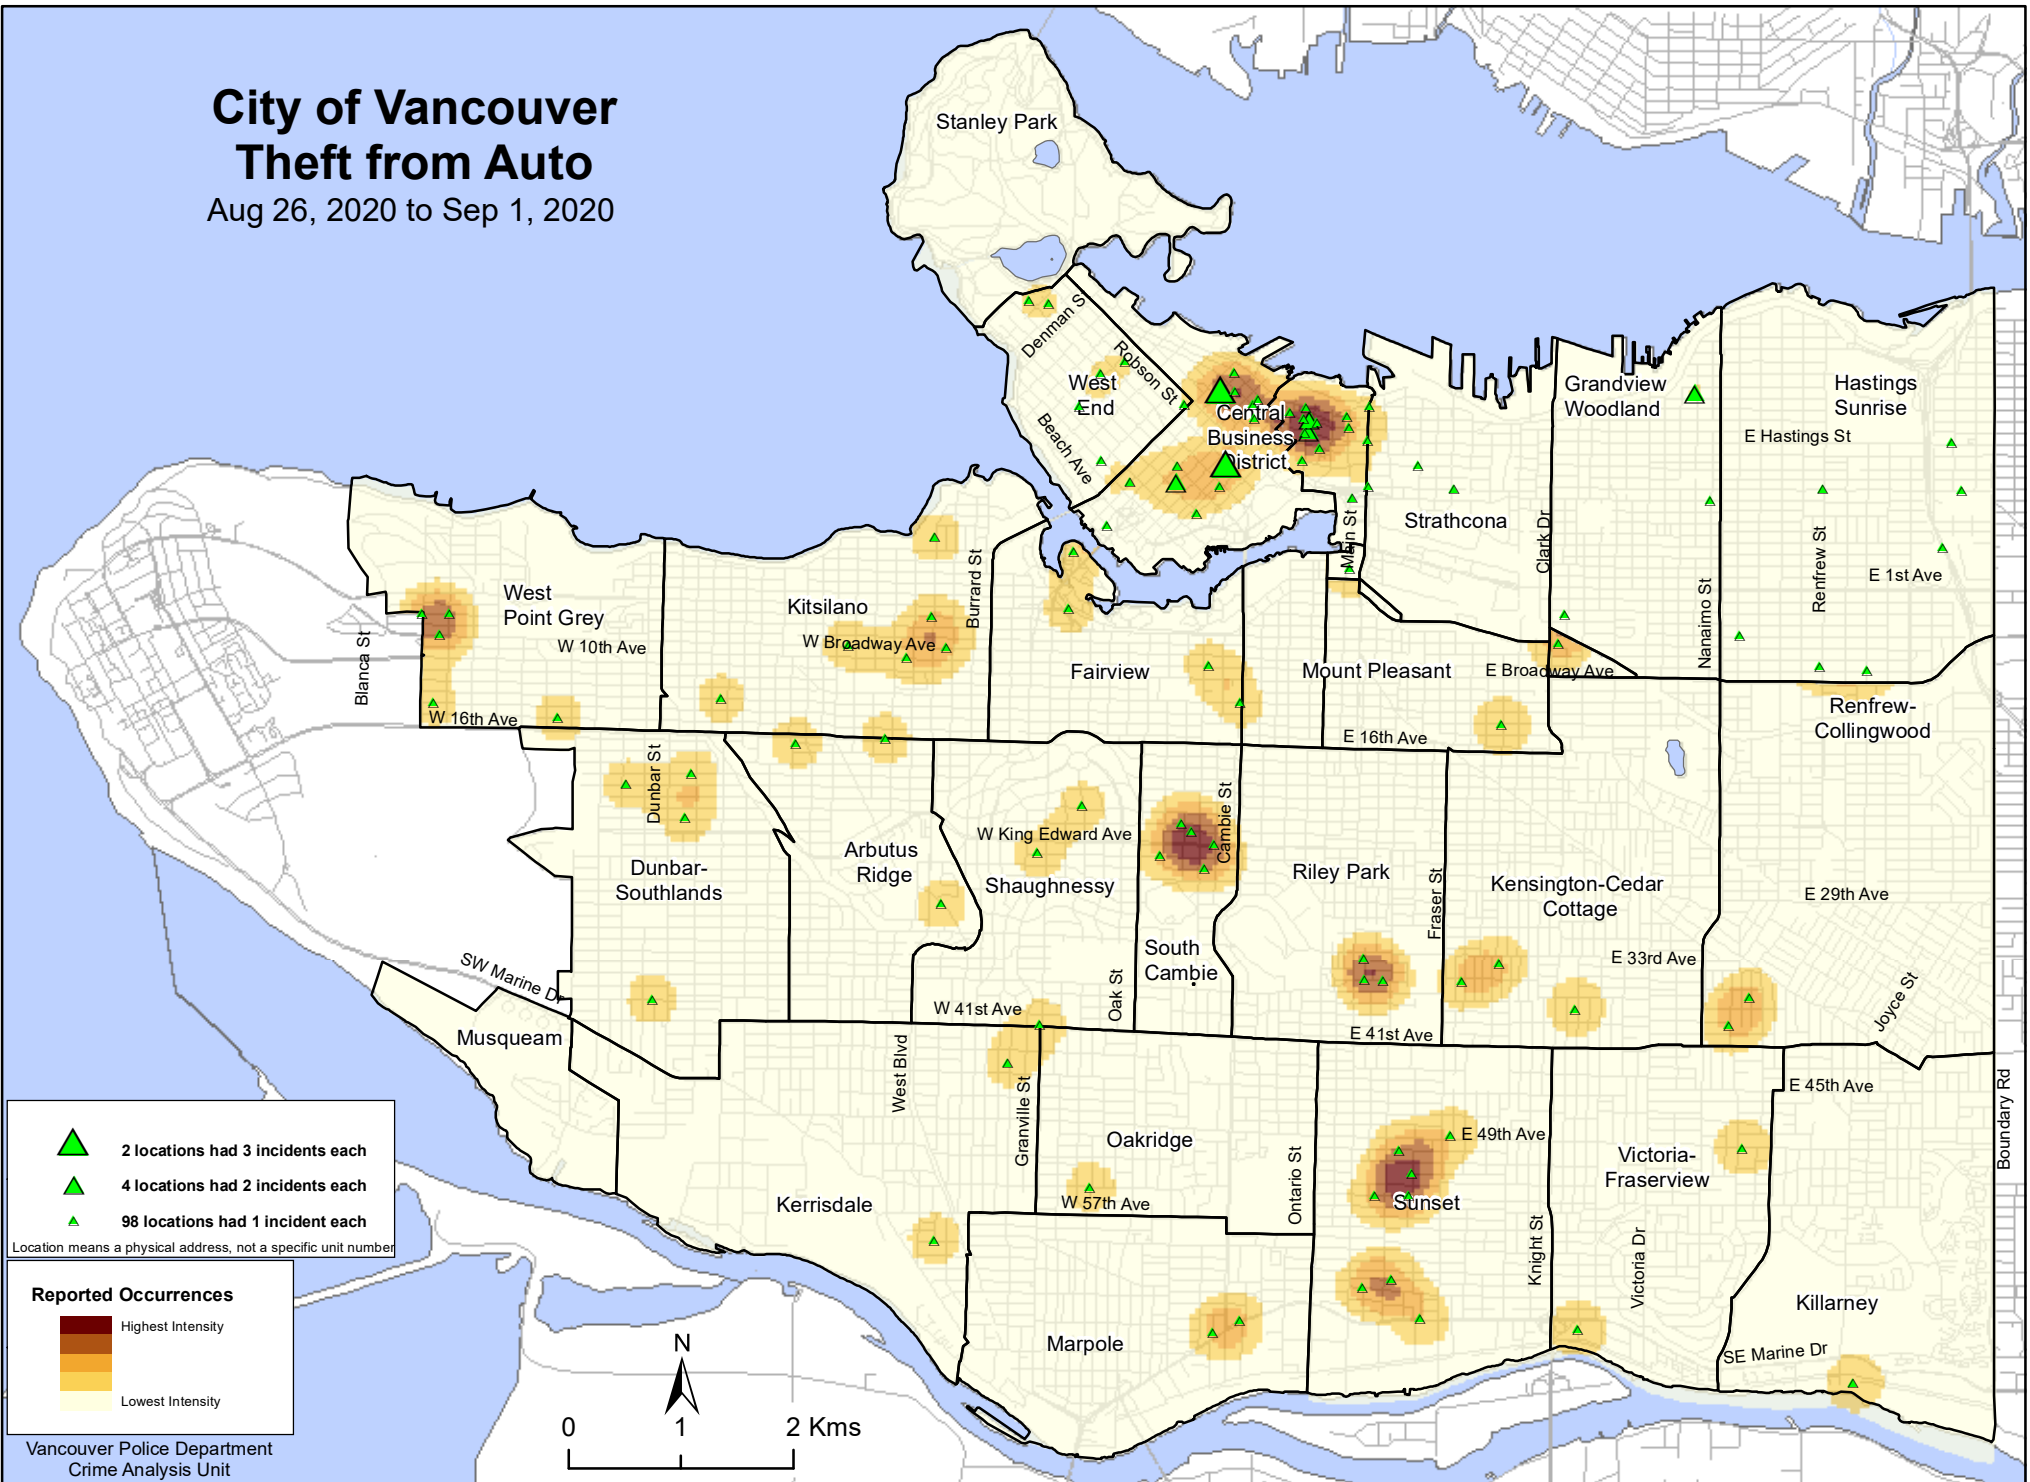 City of Vancouver
Theft from Auto
Aug 26, 2020 to Sep 1, 2020
Stanley Park
Denman S
Robson St
West
End
Beach Ave
Central
Business
District
Grandview
Woodland
Hastings
Sunrise
E Hastings St
Strathcona
Main St
Clark Dr
Nanaimo St
Renfrew St
E 1st Ave
West
Point Grey
Blanca St
W 10th Ave
W 16th Ave
Kitsilano
W Broadway Ave
Burrard St
Fairview
Mount Pleasant
E Broadway Ave
E 16th Ave
Renfrew-
Collingwood
Dunbar St
Dunbar-
Southlands
Arbutus
Ridge
W King Edward Ave
Shaughnessy
Cambie St
Riley Park
Fraser St
Kensington-Cedar
Cottage
E 29th Ave
South
Cambie
E 33rd Ave
SW Marine Dr
W 41st Ave
Oak St
E 41st Ave
Joyce St
Musqueam
West Blvd
Granville St
E 45th Ave
Boundary Rd
Oakridge
E 49th Ave
Victoria-
Fraserview
Ontario St
Kerrisdale
W 57th Ave
Sunset
Knight St
Victoria Dr
Killarney
Marpole
SE Marine Dr
2 locations had 3 incidents each
4 locations had 2 incidents each
98 locations had 1 incident each
Location means a physical address, not a specific unit number
Reported Occurrences
Highest Intensity
Lowest Intensity
N
0 1 2 Kms
Vancouver Police Department
Crime Analysis Unit